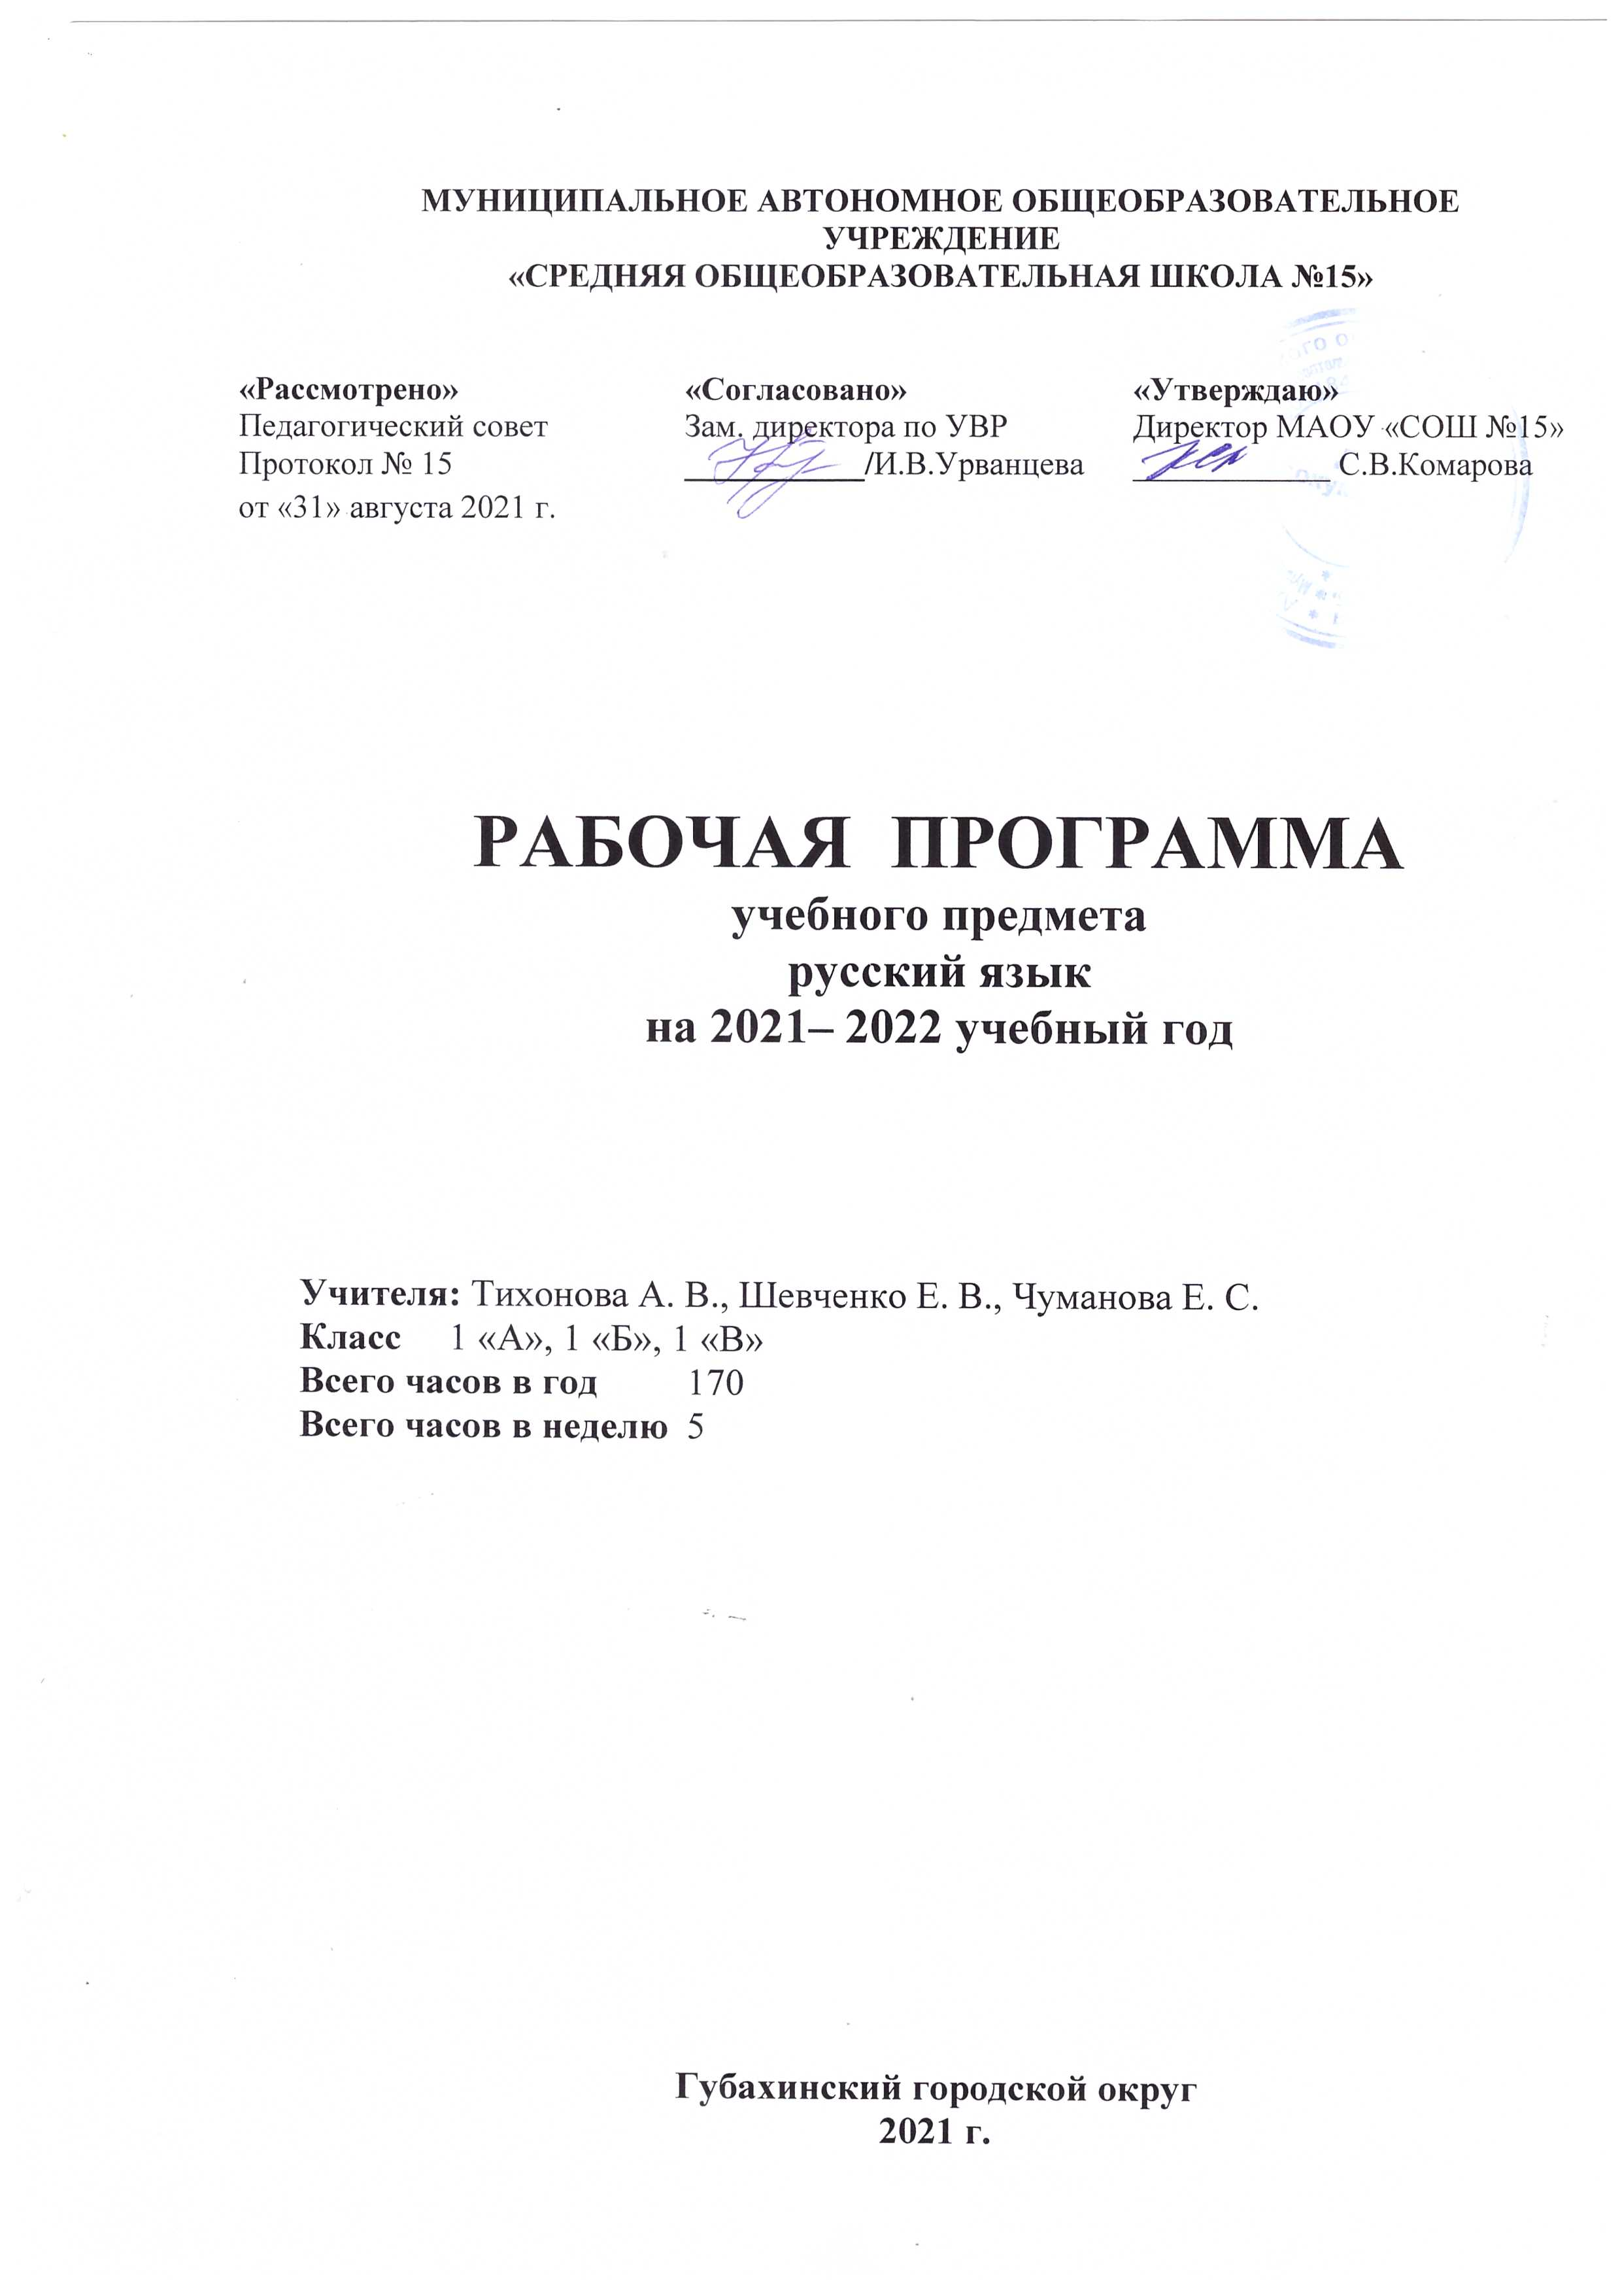 МУНИЦИПАЛЬНОЕ АВТОНОМНОЕ ОБЩЕОБРАЗОВАТЕЛЬНОЕ
УЧРЕЖДЕНИЕ
«СРЕДНЯЯ ОБЩЕОБРАЗОВАТЕЛЬНАЯ ШКОЛА №15»
«Рассмотрено»
Педагогический совет
Протокол № 15
от «31» августа 2021 г.
«Согласовано»
Зам. директора по УВР
___________/И.В.Урванцева
«Утверждаю»
Директор МАОУ «СОШ №15»
____________ С.В.Комарова
РАБОЧАЯ ПРОГРАММА
учебного предмета
русский язык
на 2021– 2022 учебный год
Учителя: Тихонова А. В., Шевченко Е. В., Чуманова Е. С.
Класс 1 «А», 1 «Б», 1 «В»
Всего часов в год 170
Всего часов в неделю 5
Губахинский городской округ
2021 г.